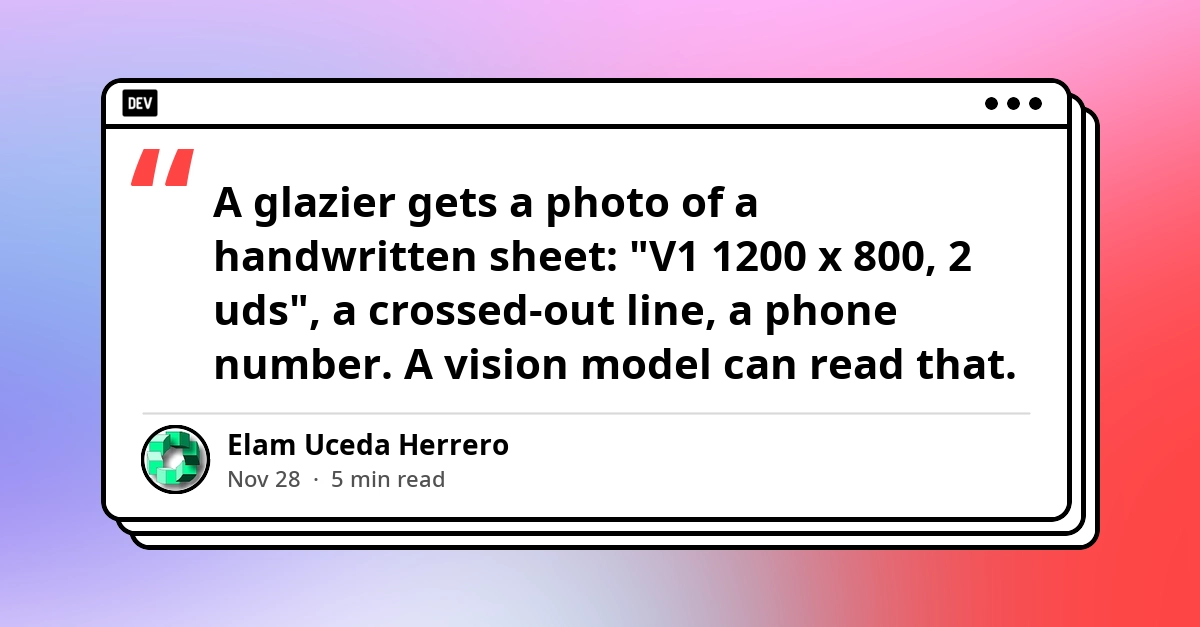 DEV
“
A glazier gets a photo of a
handwritten sheet: "V1 1200 x 800, 2
uds", a crossed-out line, a phone
number. A vision model can read that.
Elam Uceda Herrero
Nov 28 · 5 min read